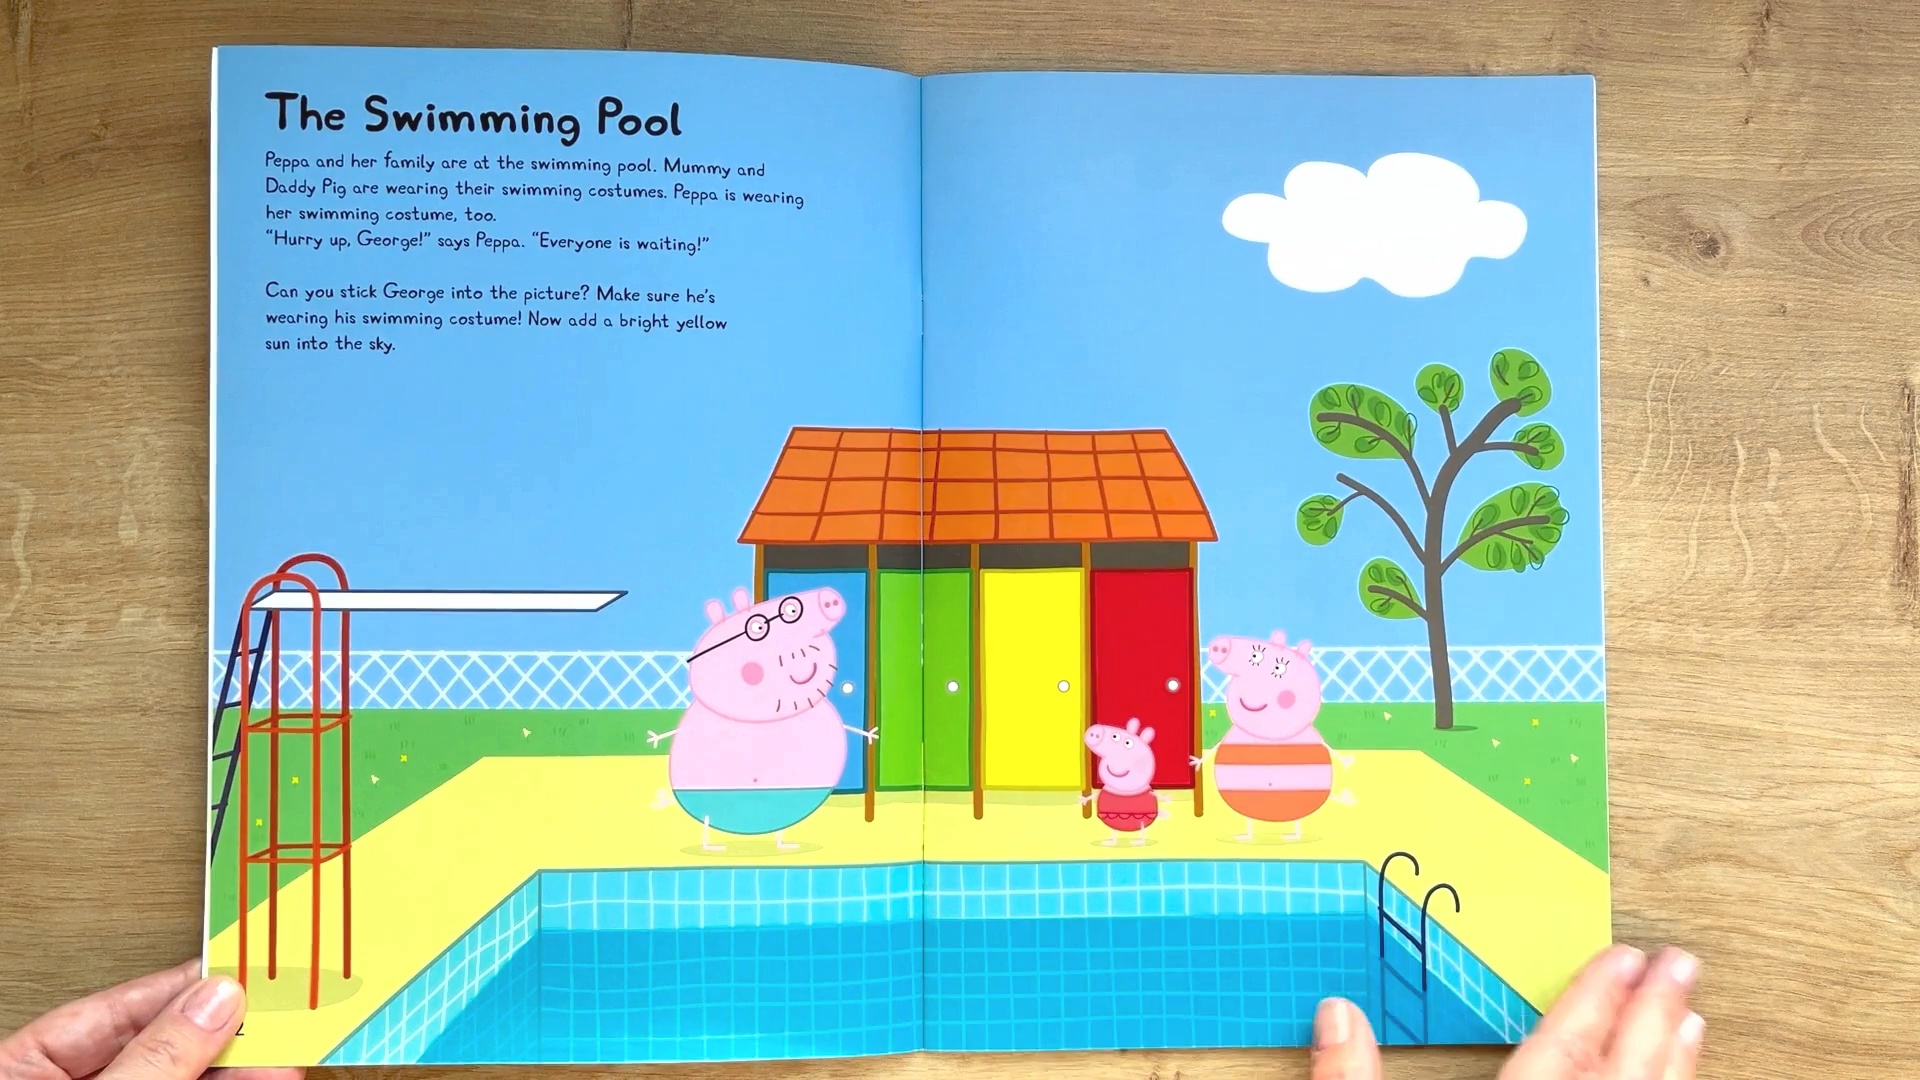 The Swimming Pool
Peppa and her family are at the swimming pool. Mummy and
Daddy Pig are wearing their swimming costumes. Peppa is wearing
her swimming costume, too.
“Hurry up, George!” says Peppa. “Everyone is waiting!”
Can you stick George into the picture? Make sure he's
wearing his swimming costume! Now add a bright yellow
sun into the sky.
2